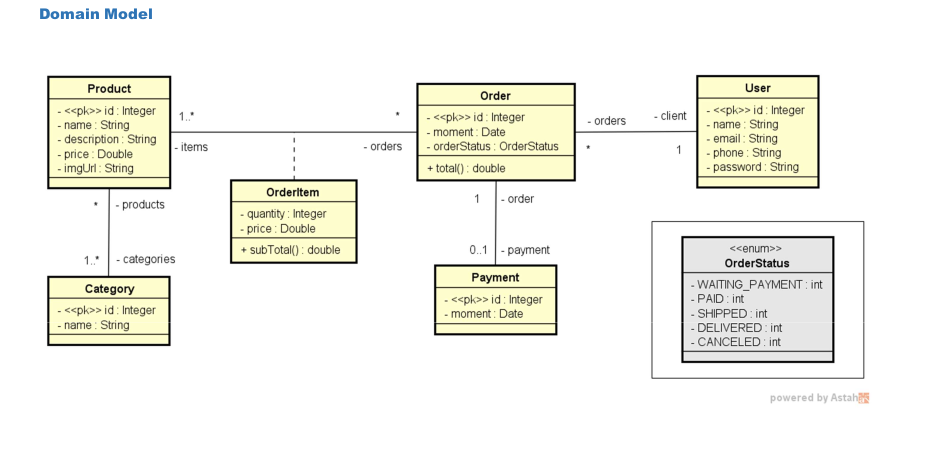 Domain Model
Product
- <<pk>> id : Integer
- name : String
- description : String
- price : Double
- imgUrl : String
1..*
- items
*
- orders
OrderItem
- quantity : Integer
- price : Double
+ subTotal() : double
Order
- <<pk>> id : Integer
- moment : Date
- orderStatus : OrderStatus
+ total() : double
- orders
*
- client
1
User
- <<pk>> id : Integer
- name : String
- email : String
- phone : String
- password : String
* - products
1..* - categories
Category
- <<pk>> id : Integer
- name : String
1 - order
0..1 - payment
Payment
- <<pk>> id : Integer
- moment : Date
<<enum>>
OrderStatus
- WAITING_PAYMENT : int
- PAID : int
- SHIPPED : int
- DELIVERED : int
- CANCELED : int
powered by Astah